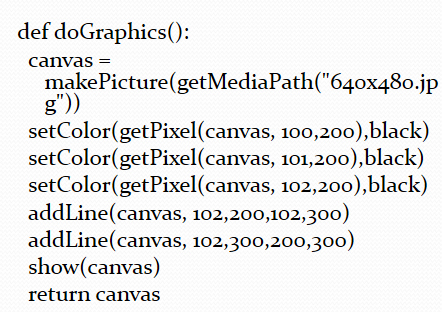 def doGraphics():
canvas =
makePicture(getMediaPath("640x480.jp
g"))
setColor(getPixel(canvas, 100,200),black)
setColor(getPixel(canvas, 101,200),black)
setColor(getPixel(canvas, 102,200),black)
addLine(canvas, 102,200,102,300)
addLine(canvas, 102,300,200,300)
show(canvas)
return canvas